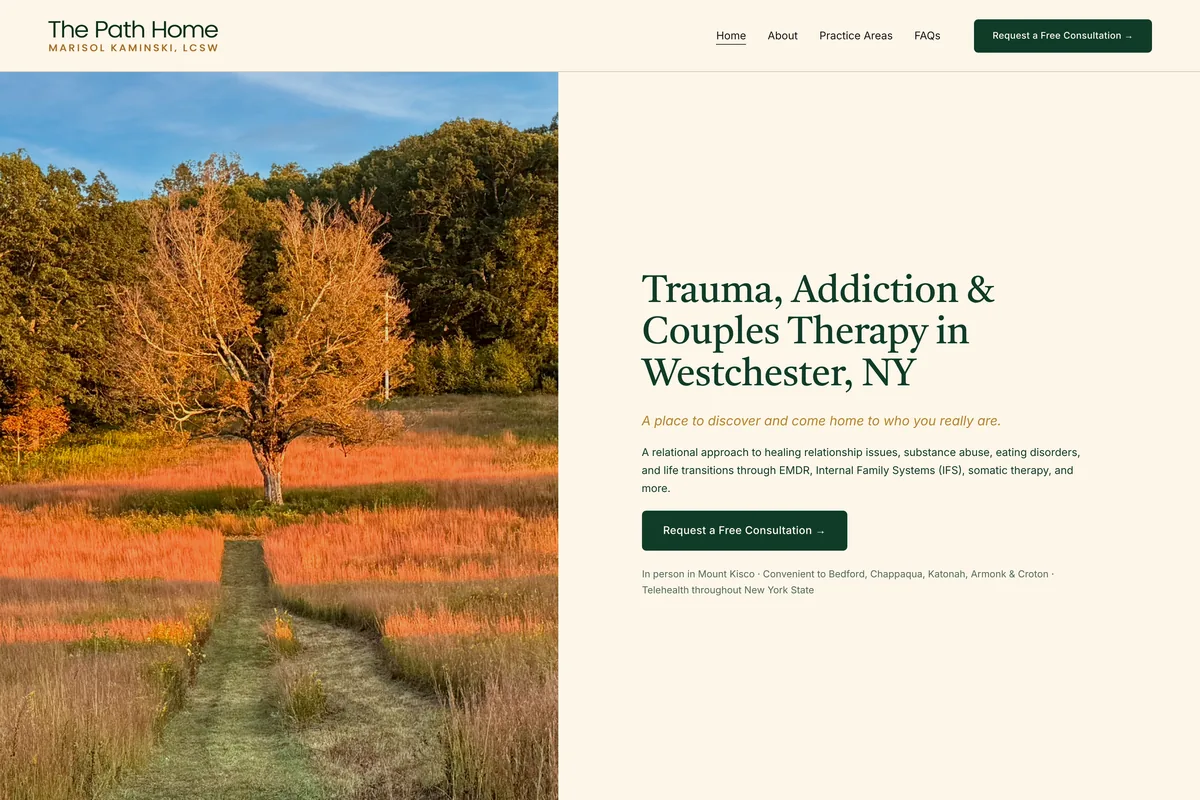 The Path Home
MARISOL KAMINSKI, LCSW
Home
About
Practice Areas
FAQs
Request a Free Consultation →
Trauma, Addiction &
Couples Therapy in
Westchester, NY
A place to discover and come home to who you really are.
A relational approach to healing relationship issues, substance abuse, eating disorders,
and life transitions through EMDR, Internal Family Systems (IFS), somatic therapy, and
more.
Request a Free Consultation →
In person in Mount Kisco · Convenient to Bedford, Chappaqua, Katonah, Armonk & Croton ·
Telehealth throughout New York State